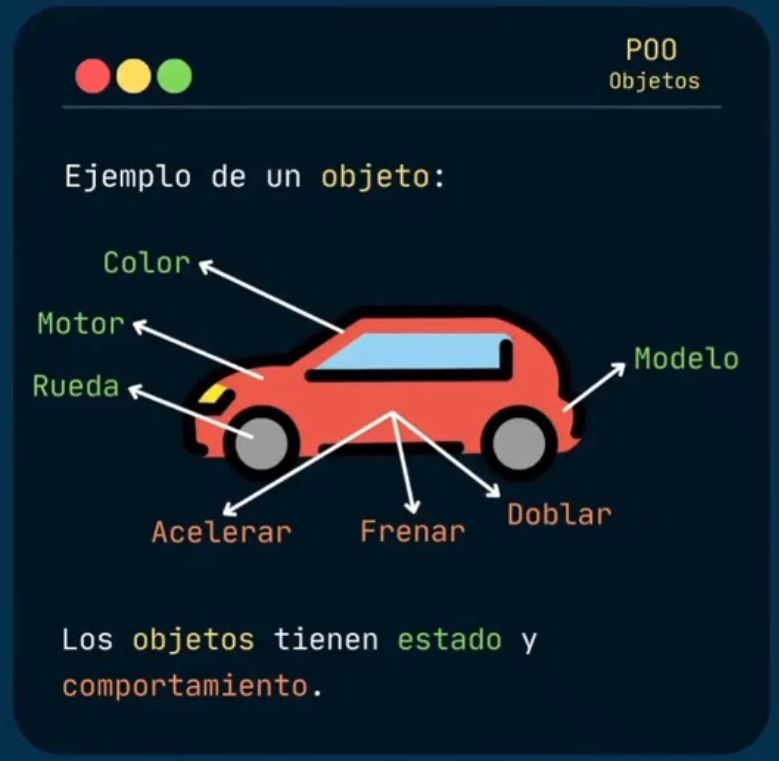 POO
Objetos
Ejemplo de un objeto:
Color
Motor
Rueda
Modelo
Acelerar
Frenar
Doblar
Los objetos tienen estado y
comportamiento.